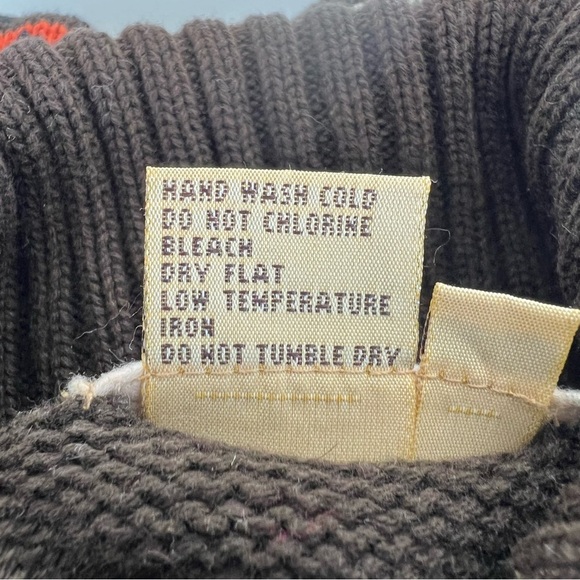 HAND WASH COLD
DO NOT CHLORINE
BLEACH
DRY FLAT
LOW TEMPERATURE
IRON
DO NOT TUMBLE DRY